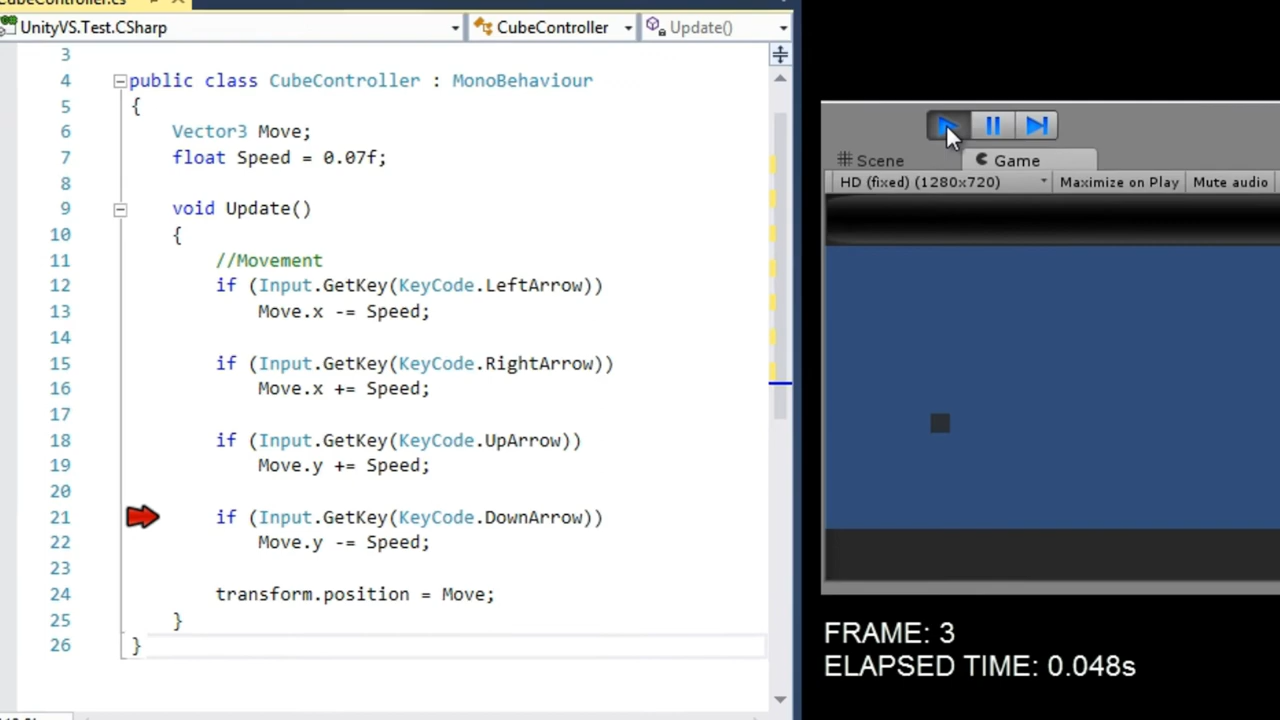 CubeController.cs
UnityVS.Test.CSharp
CubeController
Update()
3
4 public class CubeController : MonoBehaviour
5 {
6 Vector3 Move;
7 float Speed = 0.07f;
8
9 void Update()
10 {
11 //Movement
12 if (Input.GetKey(KeyCode.LeftArrow))
13 Move.x -= Speed;
14
15 if (Input.GetKey(KeyCode.RightArrow))
16 Move.x += Speed;
17
18 if (Input.GetKey(KeyCode.UpArrow))
19 Move.y += Speed;
20
21 if (Input.GetKey(KeyCode.DownArrow))
22 Move.y -= Speed;
23
24 transform.position = Move;
25 }
26 }
Scene
Game
HD (fixed) (1280x720)
Maximize on Play
Mute audio
FRAME: 3
ELAPSED TIME: 0.048s